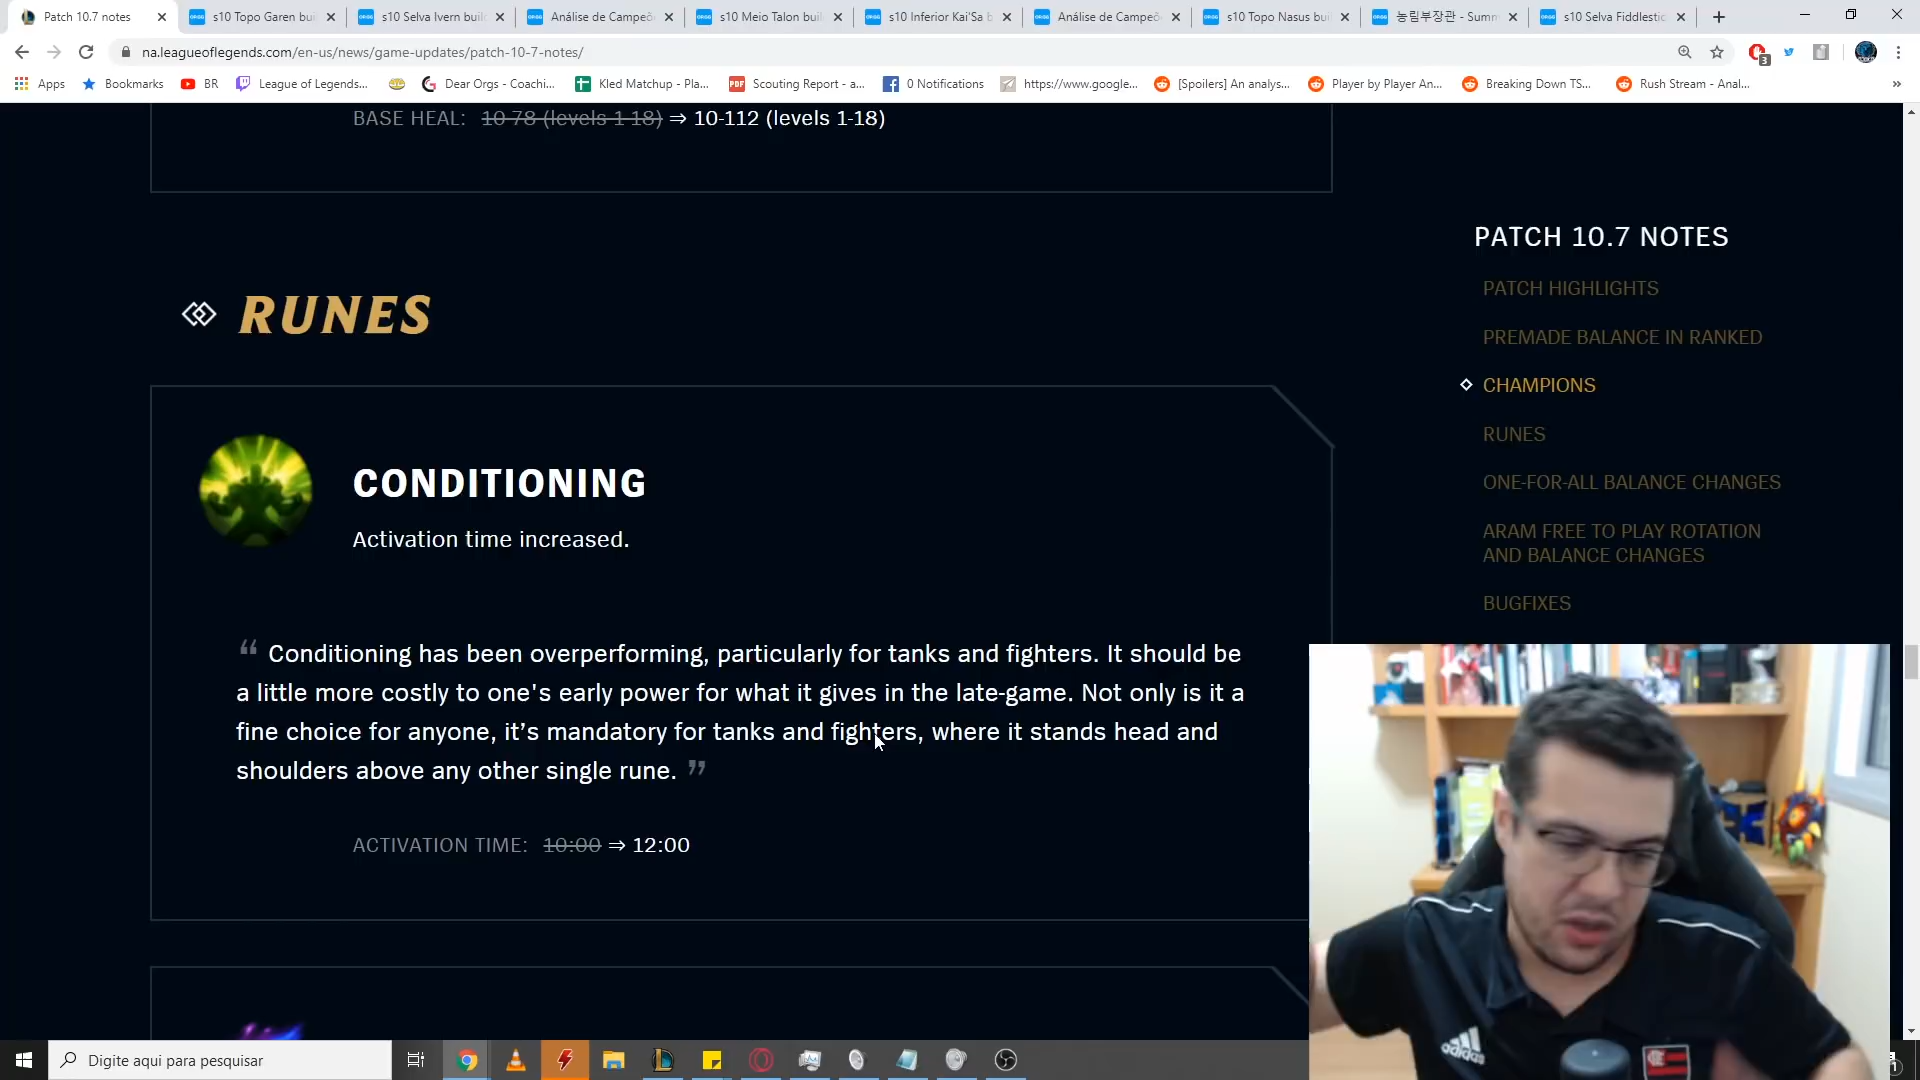 Patch 10.7 notes
s10 Topo Garen bui
s10 Selva Ivern buil
Análise de Campeõ
s10 Meio Talon bui
s10 Inferior Kai'Sa b
Análise de Campeõ
s10 Topo Nasus bui
농림부장관 - Sum
s10 Selva Fiddlestic
na.leagueoflegends.com/en-us/news/game-updates/patch-10-7-notes/
3
Apps
Bookmarks
BR
League of Legends...
Dear Orgs - Coachi...
Kled Matchup - Pla...
Scouting Report - a...
0 Notifications
https://www.google...
[Spoilers] An analys...
Player by Player An...
Breaking Down TS...
Rush Stream - Anal...
»
BASE HEAL: 10-78 (levels 1-18) ⇒ 10-112 (levels 1-18)
RUNES
CONDITIONING
Activation time increased.
“ Conditioning has been overperforming, particularly for tanks and fighters. It should be
a little more costly to one's early power for what it gives in the late-game. Not only is it a
fine choice for anyone, it’s mandatory for tanks and fighters, where it stands head and
shoulders above any other single rune. ”
ACTIVATION TIME: 10:00 ⇒ 12:00
PATCH 10.7 NOTES
PATCH HIGHLIGHTS
PREMADE BALANCE IN RANKED
CHAMPIONS
RUNES
ONE-FOR-ALL BALANCE CHANGES
ARAM FREE TO PLAY ROTATION
AND BALANCE CHANGES
BUGFIXES
adidas
Digite aqui para pesquisar